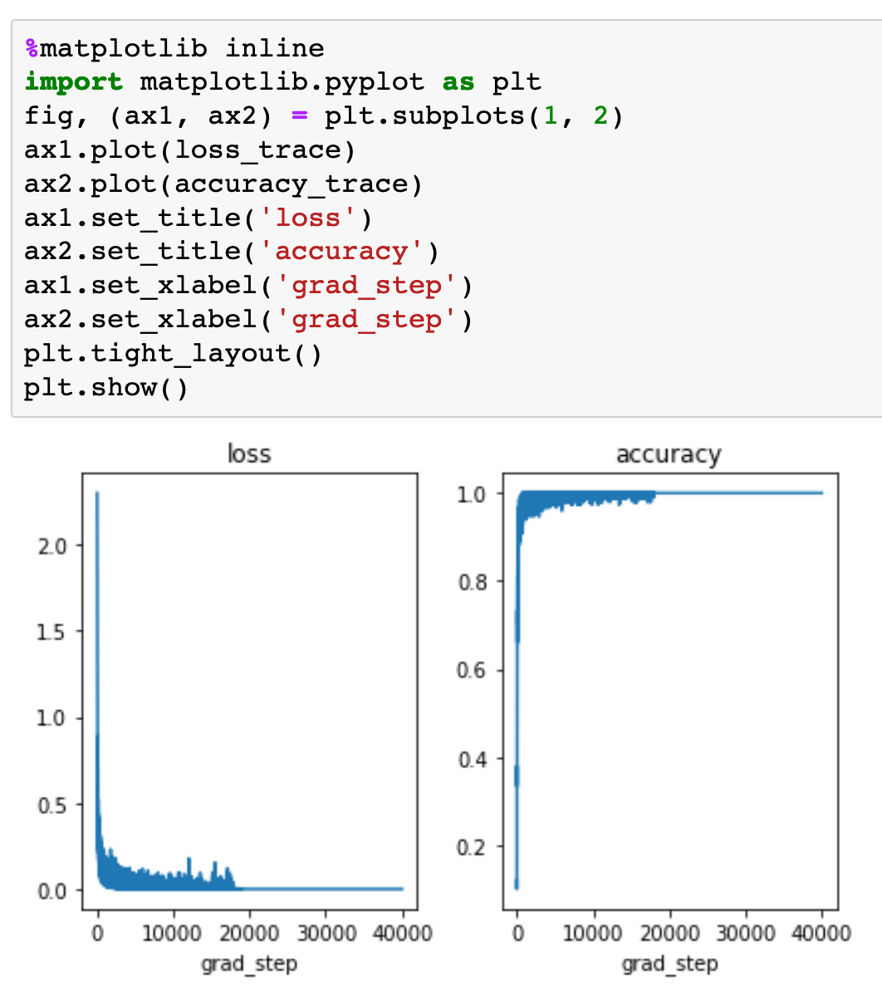 %matplotlib inline
import matplotlib.pyplot as plt
fig, (ax1, ax2) = plt.subplots(1, 2)
ax1.plot(loss_trace)
ax2.plot(accuracy_trace)
ax1.set_title('loss')
ax2.set_title('accuracy')
ax1.set_xlabel('grad_step')
ax2.set_xlabel('grad_step')
plt.tight_layout()
plt.show()
loss
2.0
1.5
1.0
0.5
0.0
0 10000 20000 30000 40000
grad_step
accuracy
1.0
0.8
0.6
0.4
0.2
0 10000 20000 30000 40000
grad_step